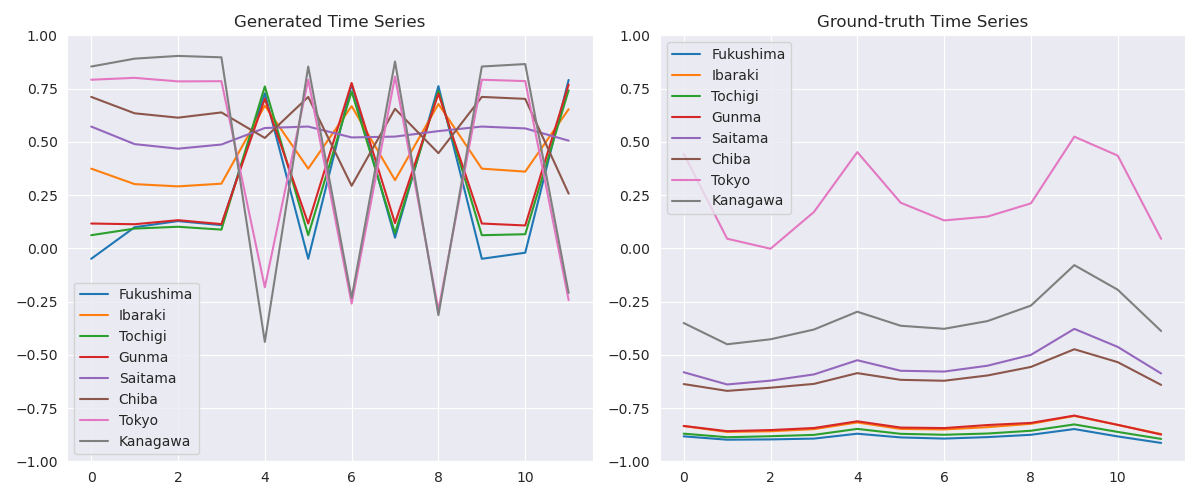 Generated Time Series
1.00
0.75
0.50
0.25
0.00
−0.25
−0.50
−0.75
−1.00
Fukushima
Ibaraki
Tochigi
Gunma
Saitama
Chiba
Tokyo
Kanagawa
0
2
4
6
8
10
Ground-truth Time Series
1.00
0.75
0.50
0.25
0.00
−0.25
−0.50
−0.75
−1.00
Fukushima
Ibaraki
Tochigi
Gunma
Saitama
Chiba
Tokyo
Kanagawa
0
2
4
6
8
10